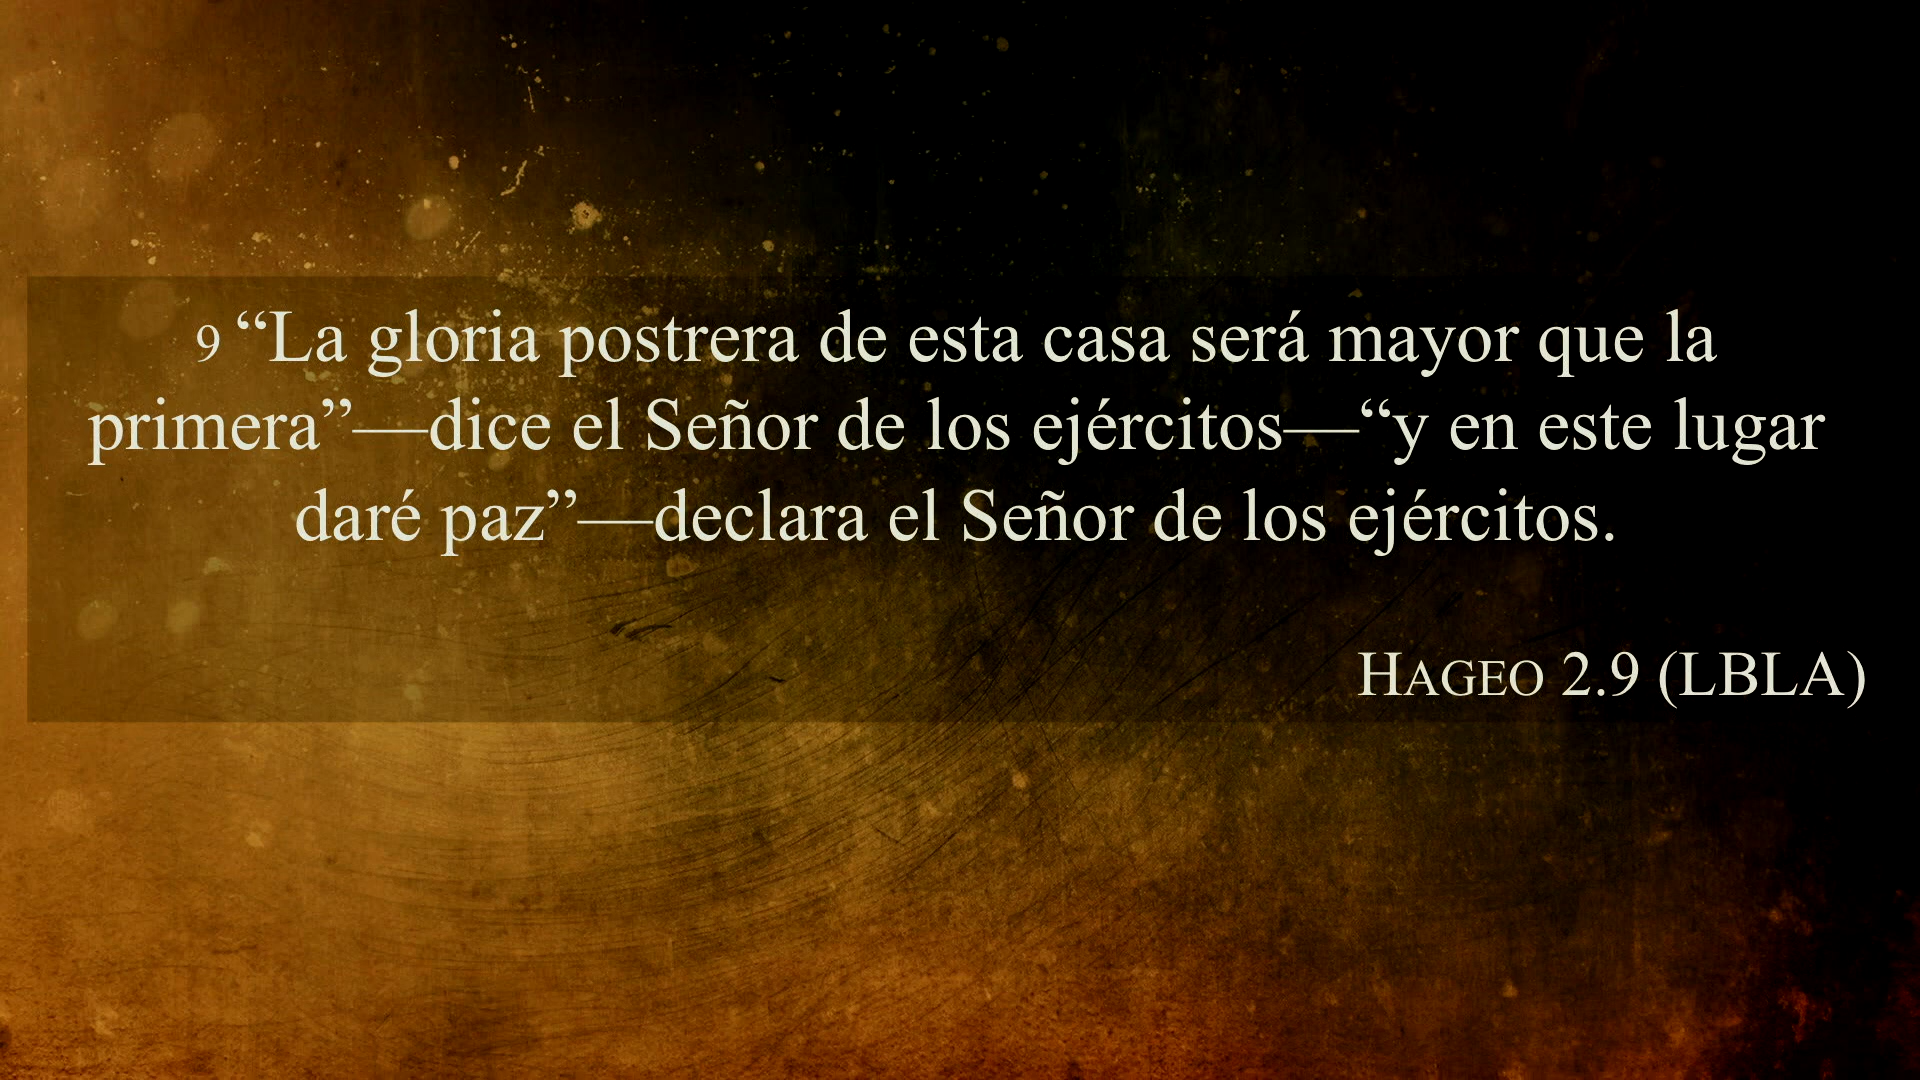 9 “La gloria postrera de esta casa será mayor que la
primera”—dice el Señor de los ejércitos—“y en este lugar
daré paz”—declara el Señor de los ejércitos.
HAGEO 2.9 (LBLA)